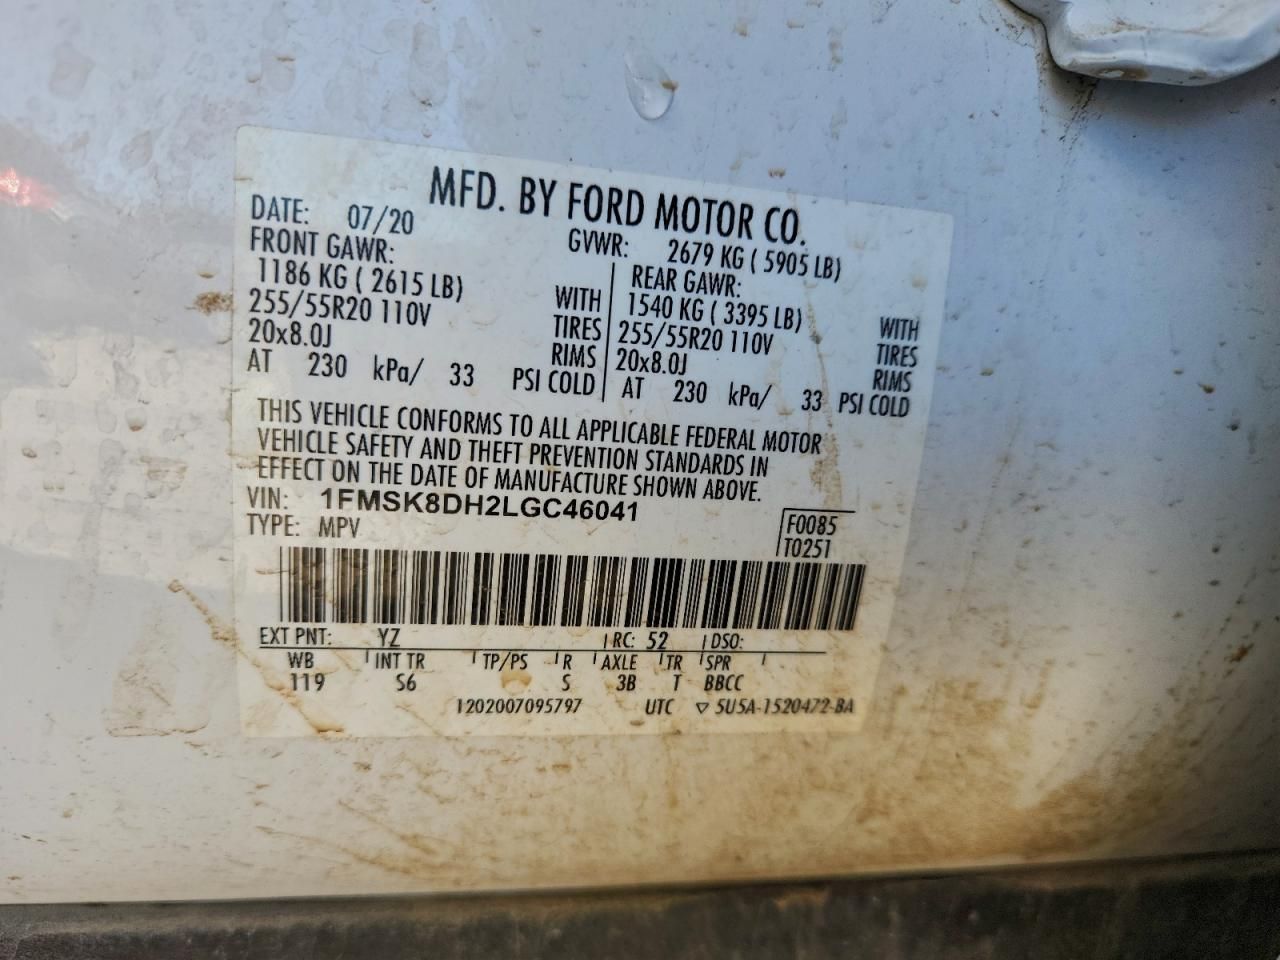 MFD. BY FORD MOTOR CO.
DATE: 07/20 GVWR: 2679 KG ( 5905 LB)
FRONT GAWR: REAR GAWR:
1186 KG ( 2615 LB) WITH 1540 KG ( 3395 LB) WITH
255/55R20 110V TIRES 255/55R20 110V TIRES
20x8.0J RIMS 20x8.0J RIMS
AT 230 kPa/ 33 PSI COLD AT 230 kPa/ 33 PSI COLD
THIS VEHICLE CONFORMS TO ALL APPLICABLE FEDERAL MOTOR
VEHICLE SAFETY AND THEFT PREVENTION STANDARDS IN
EFFECT ON THE DATE OF MANUFACTURE SHOWN ABOVE.
VIN: 1FMSK8DH2LGC46041
TYPE: MPV
F0085
T0251
EXT PNT: YZ RC: 52 DSO:
WB INT TR TP/PS R AXLE TR SPR
119 S6 S 3B T BBCC
1202007095797 UTC ▽ 5U5A-1520472-BA